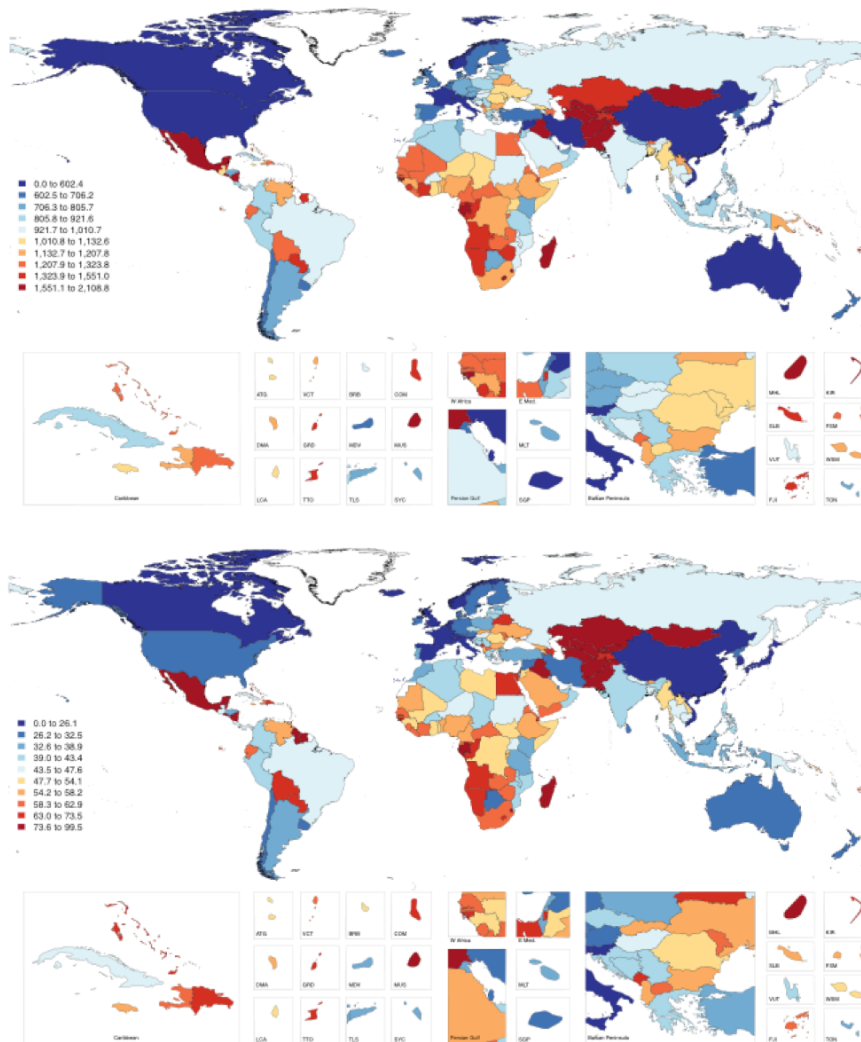 0.0 to 602.4
602.5 to 706.2
706.3 to 805.7
805.8 to 921.6
921.7 to 1,010.7
1,010.8 to 1,132.6
1,132.7 to 1,207.8
1,207.9 to 1,323.8
1,323.9 to 1,551.0
1,551.1 to 2,108.8
ATG VCT BRB COM W Africa E Med. MHL KIR
DMA GRD MDV MUS MLT SLB FSM
VUT WSM
Caribbean LCA TTO TLS SYC Persian Gulf SGP Balkan Peninsula FJI TON
0.0 to 26.1
26.2 to 32.5
32.6 to 38.9
39.0 to 43.4
43.5 to 47.6
47.7 to 54.1
54.2 to 58.2
58.3 to 62.9
63.0 to 73.5
73.6 to 99.5
ATG VCT BRB COM W Africa E Med. MHL KIR
DMA GRD MDV MUS MLT SLB FSM
VUT WSM
Caribbean LCA TTO TLS SYC Persian Gulf SGP Balkan Peninsula FJI TON